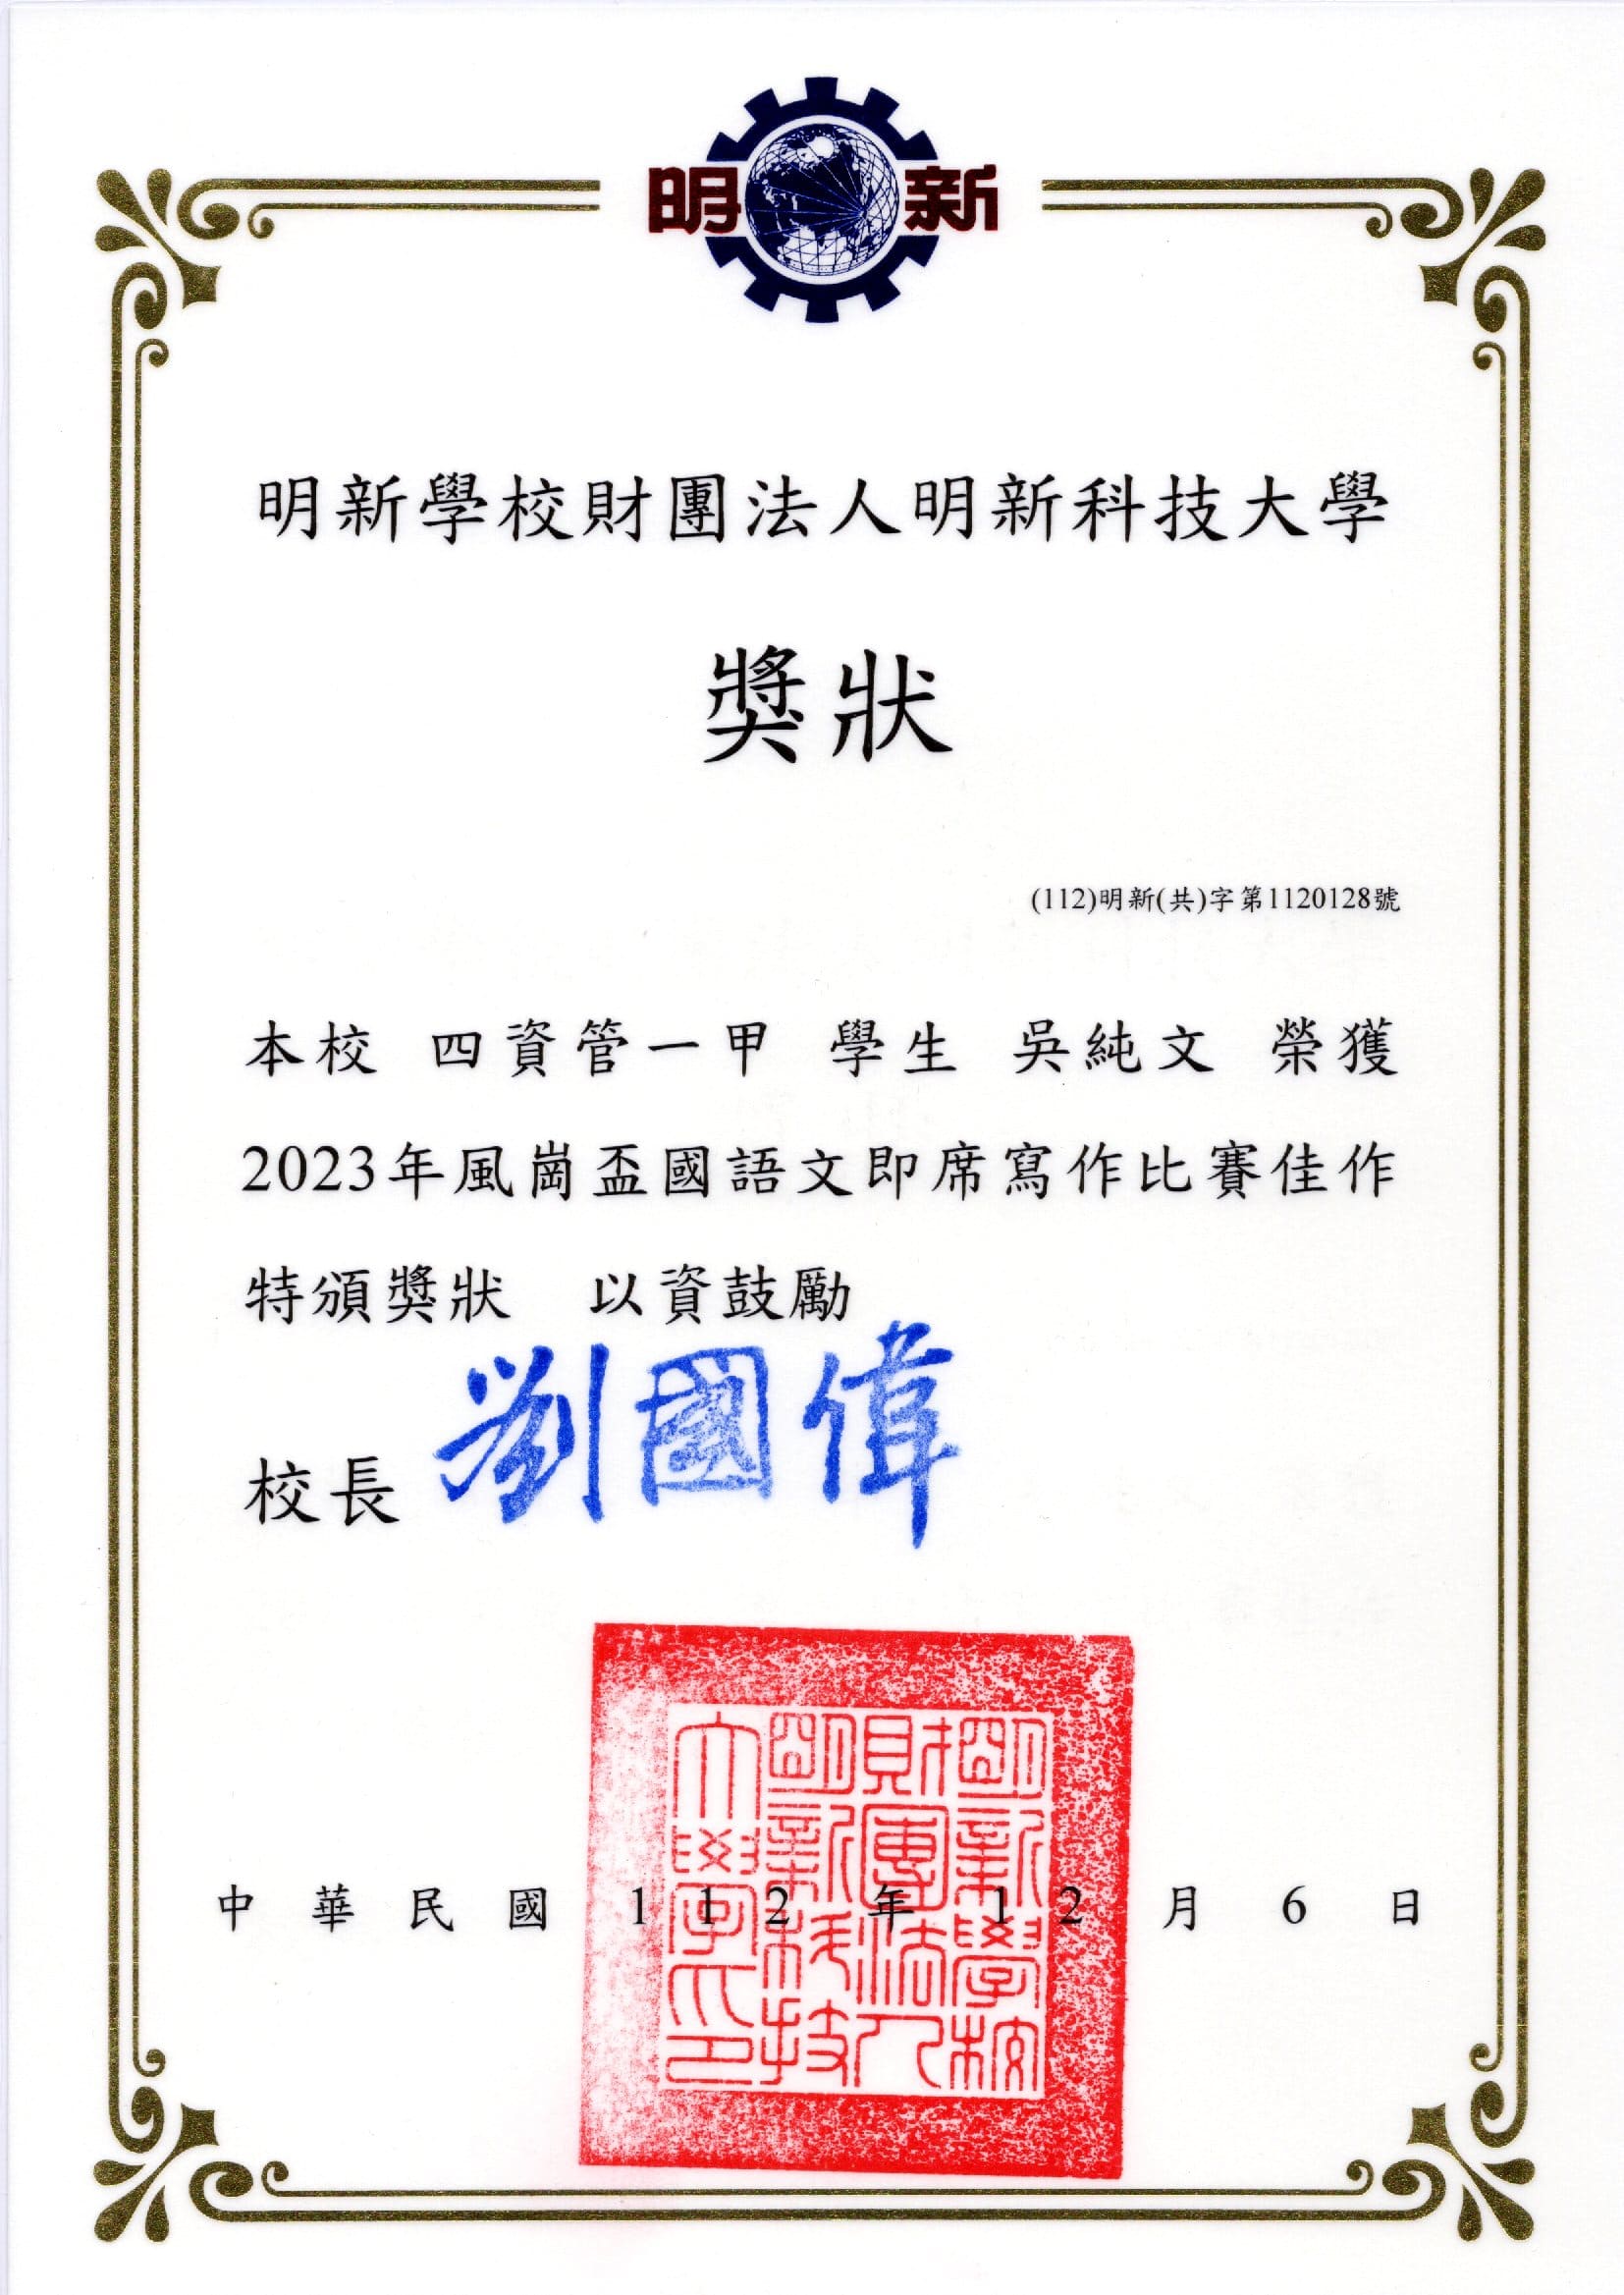 明新
明新學校財團法人明新科技大學
獎狀
(112)明新(共)字第1120128號
本校 四資管一甲 學生 吳純文 榮獲
2023年風崗盃國語文即席寫作比賽佳作
特頒獎狀 以資鼓勵
校長 劉國偉
明新學校
財團法人
明新科技
大學印
中華民國112年12月6日